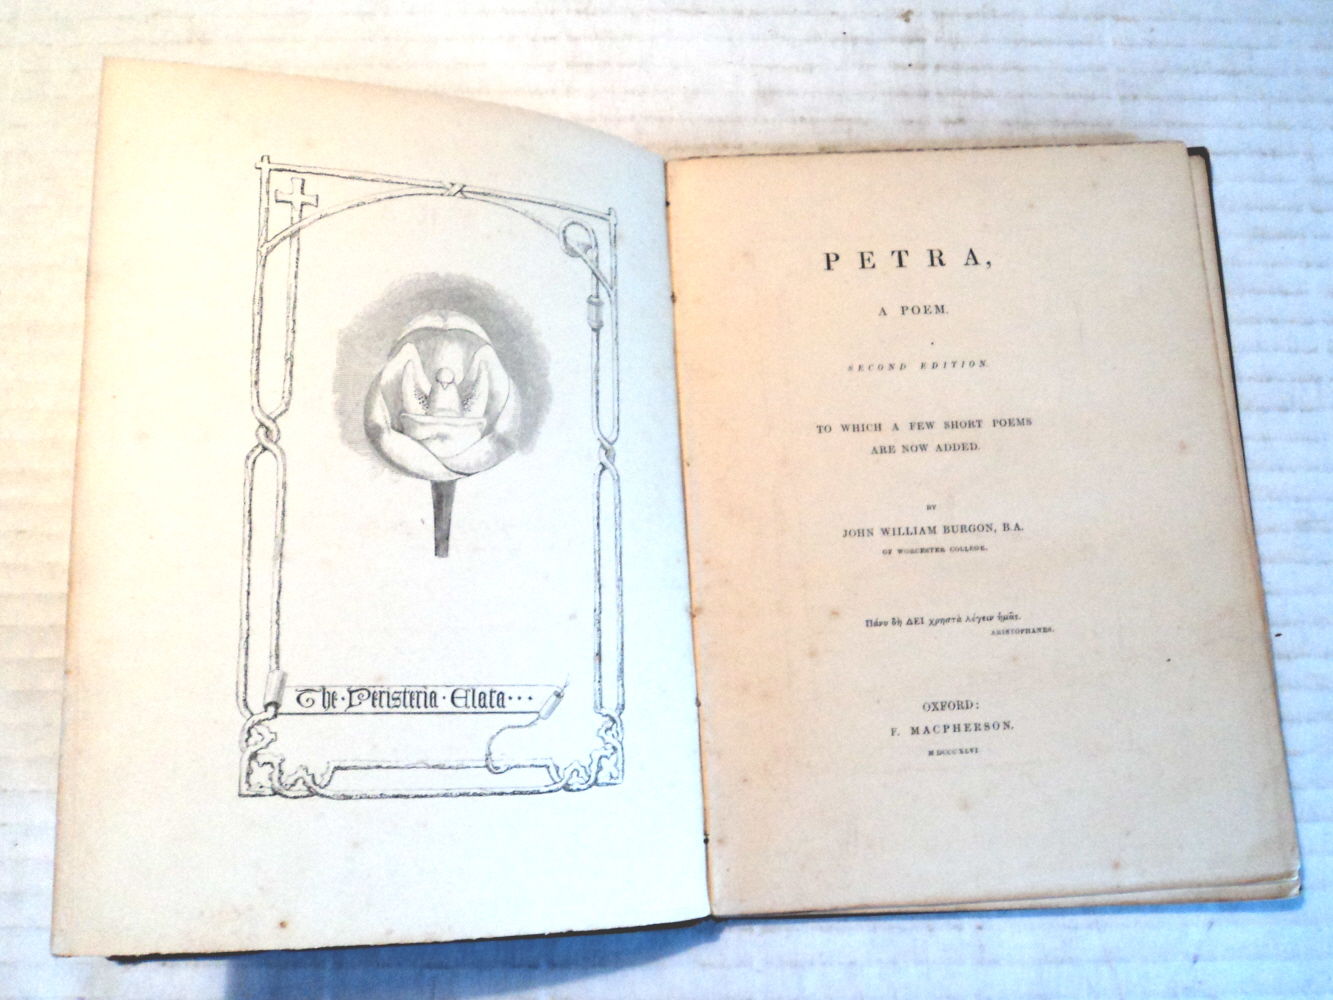 The · Peristeria · Elata · · ·
PETRA,
A POEM.
SECOND EDITION.
TO WHICH A FEW SHORT POEMS
ARE NOW ADDED.
BY
JOHN WILLIAM BURGON, B.A.
OF WORCESTER COLLEGE.
Πάνυ δὴ ΔΕΙ χρηστὰ λέγειν ἡμᾶς.
ARISTOPHANES.
OXFORD:
F. MACPHERSON.
MDCCCXLVI